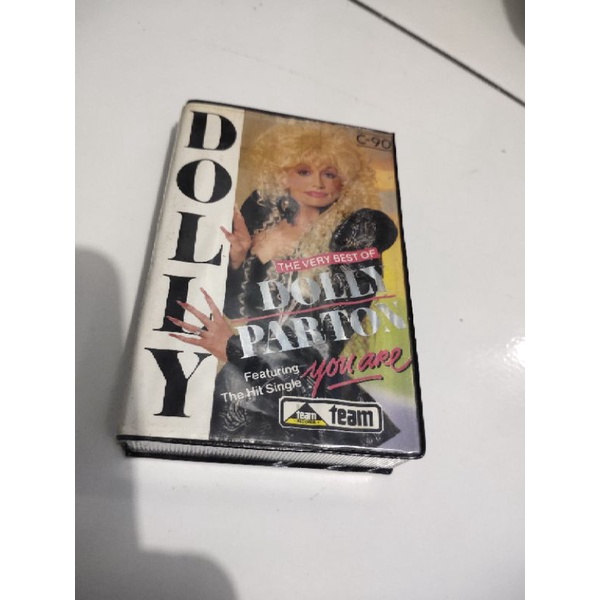 DOLLY
C-90
THE VERY BEST OF
DOLLY
PARTON
Featuring
The Hit Single
you are
team
team